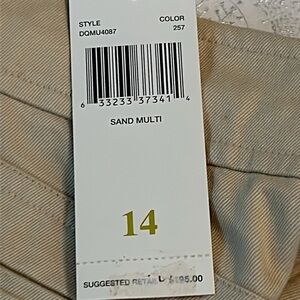 STYLE COLOR
DQMU4087 257
6 33233 37341 4
SAND MULTI
14
SUGGESTED RETAIL $195.00